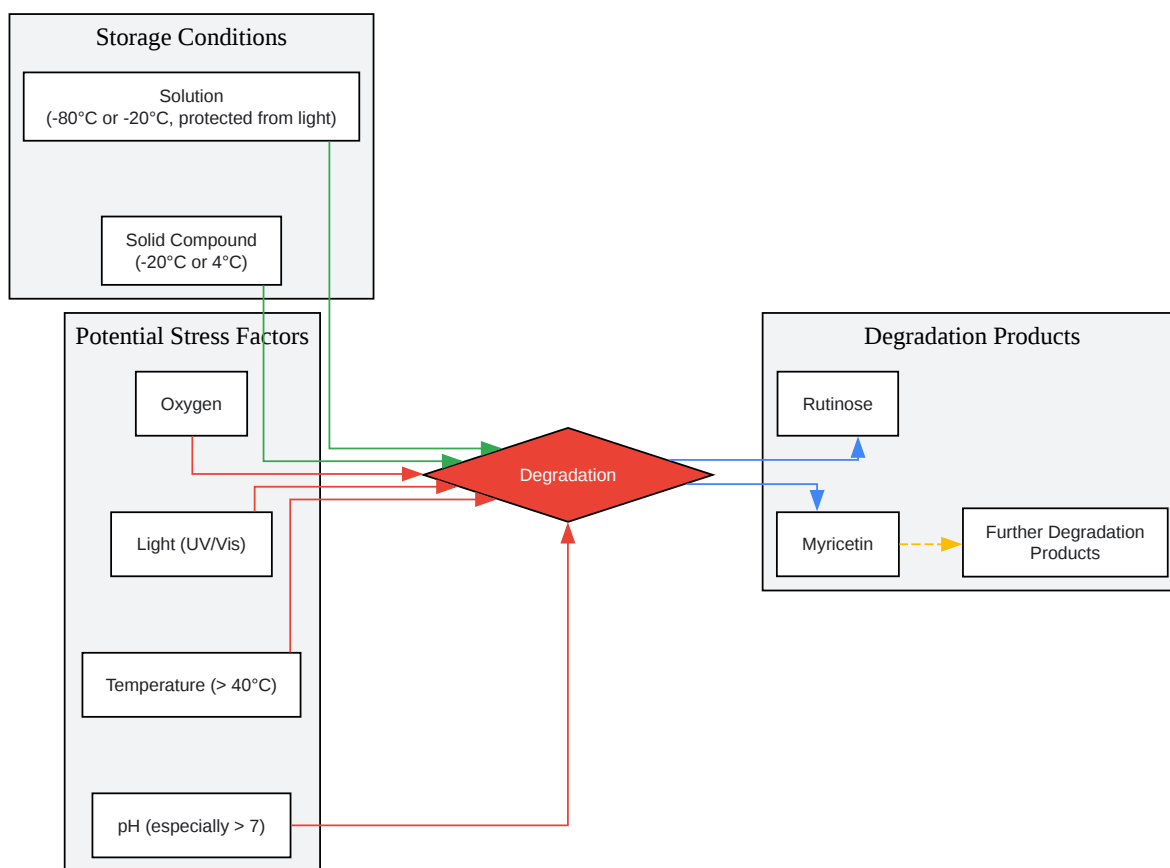 Storage Conditions
Solution
(-80°C or -20°C, protected from light)
Solid Compound
(-20°C or 4°C)
Potential Stress Factors
Oxygen
Light (UV/Vis)
Temperature (> 40°C)
pH (especially > 7)
Degradation
Degradation Products
Rutinose
Myricetin
Further Degradation
Products